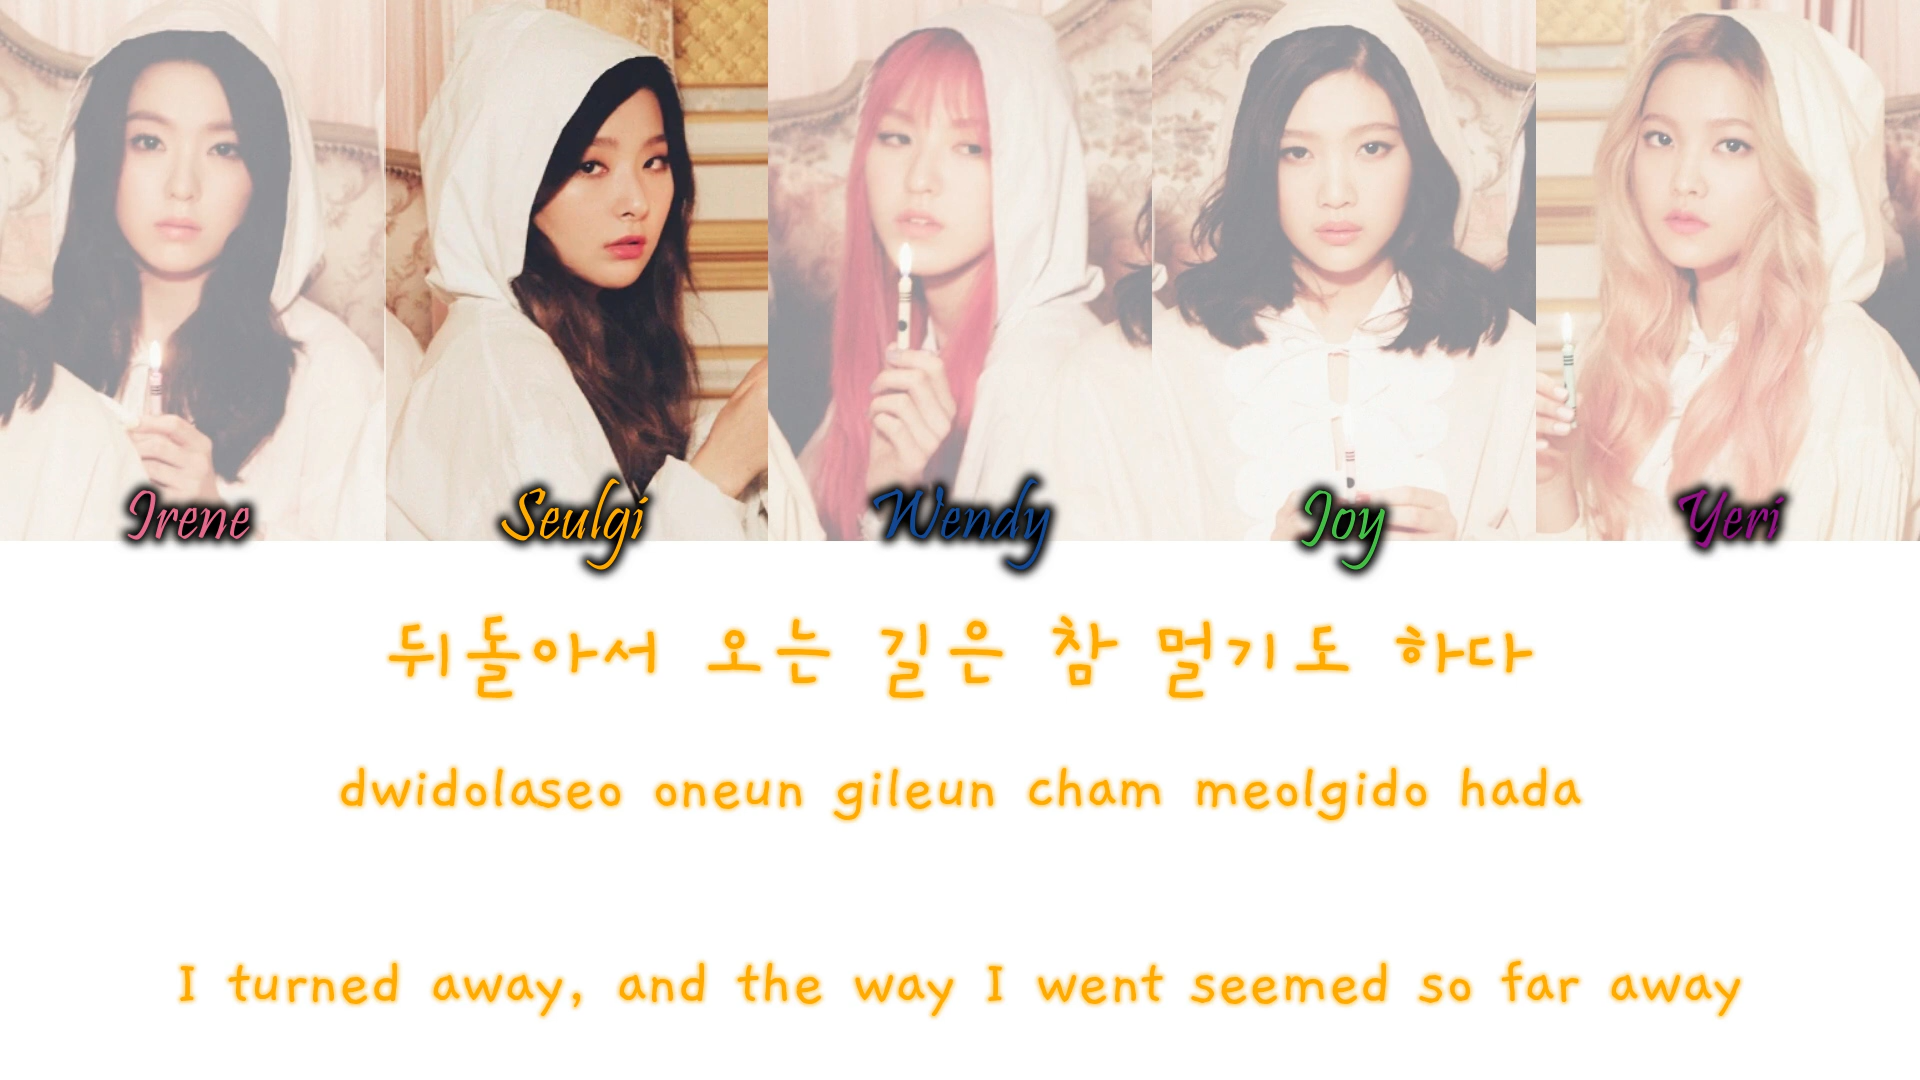 Irene Seulgi Wendy Joy Yeri
뒤돌아서 오는 길은 참 멀기도 하다
dwidolaseo oneun gileun cham meolgido hada
I turned away, and the way I went seemed so far away